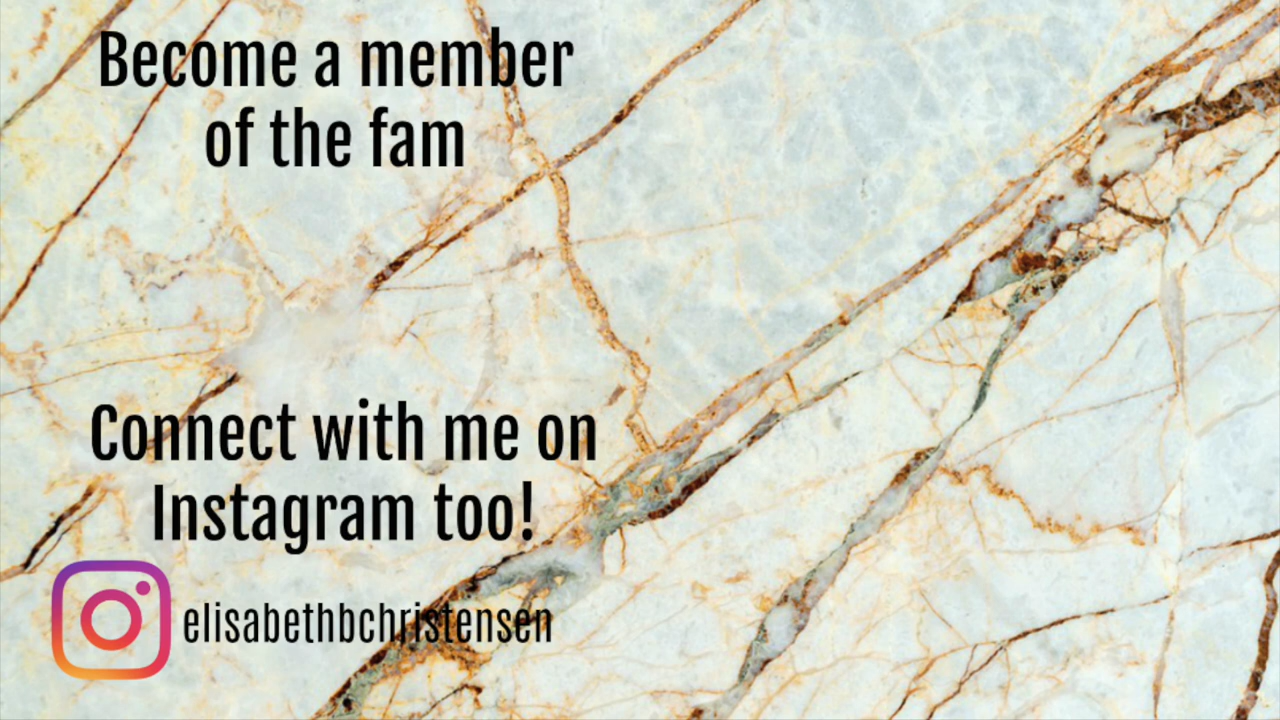 Become a member
of the fam
Connect with me on
Instagram too!
elisabethbchristensen